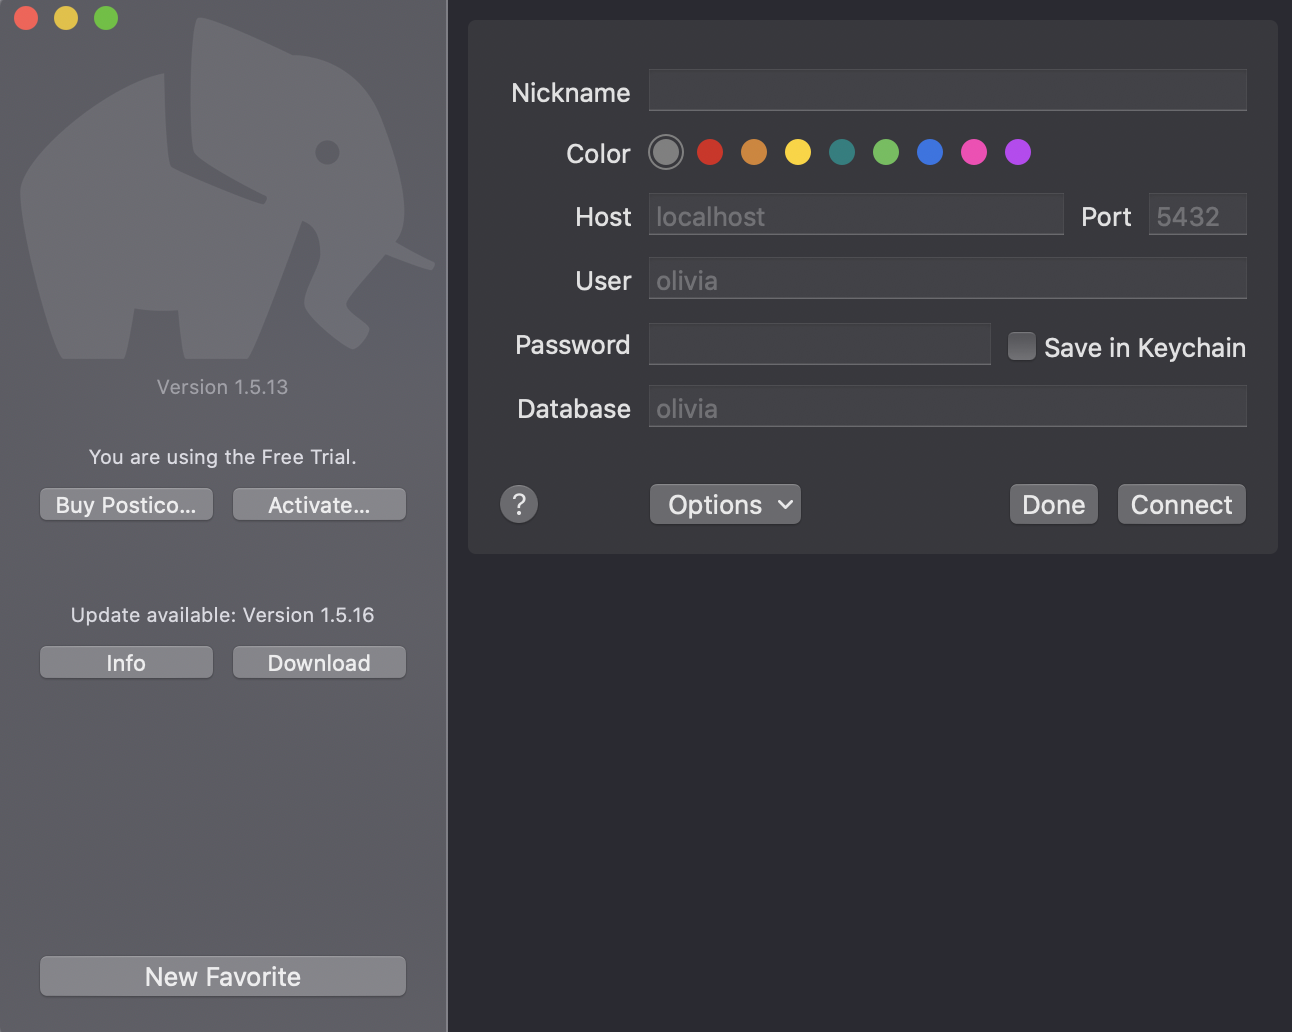 Version 1.5.13
You are using the Free Trial.
Buy Postico... Activate...
Update available: Version 1.5.16
Info Download
New Favorite
Nickname
Color
Host localhost Port 5432
User olivia
Password Save in Keychain
Database olivia
? Options Done Connect